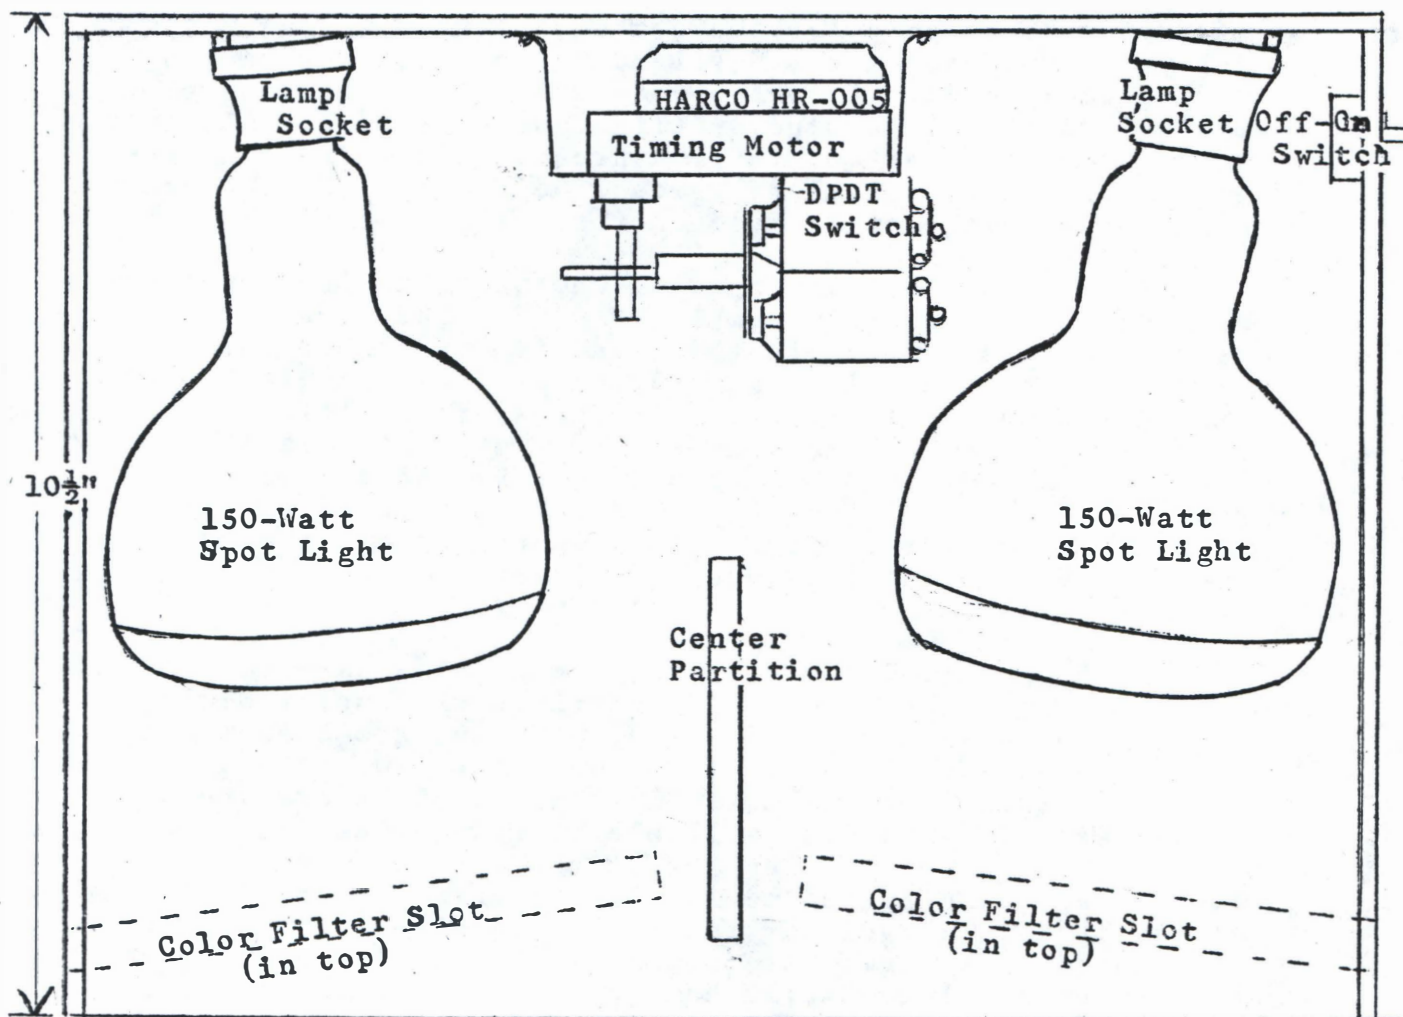 Lamp
Socket
HARCO HR-005
Timing Motor
Lamp
Socket
Off-On
Switch
DPDT
Switch
10½"
150-Watt
Spot Light
150-Watt
Spot Light
Center
Partition
Color Filter Slot
(in top)
Color Filter Slot
(in top)